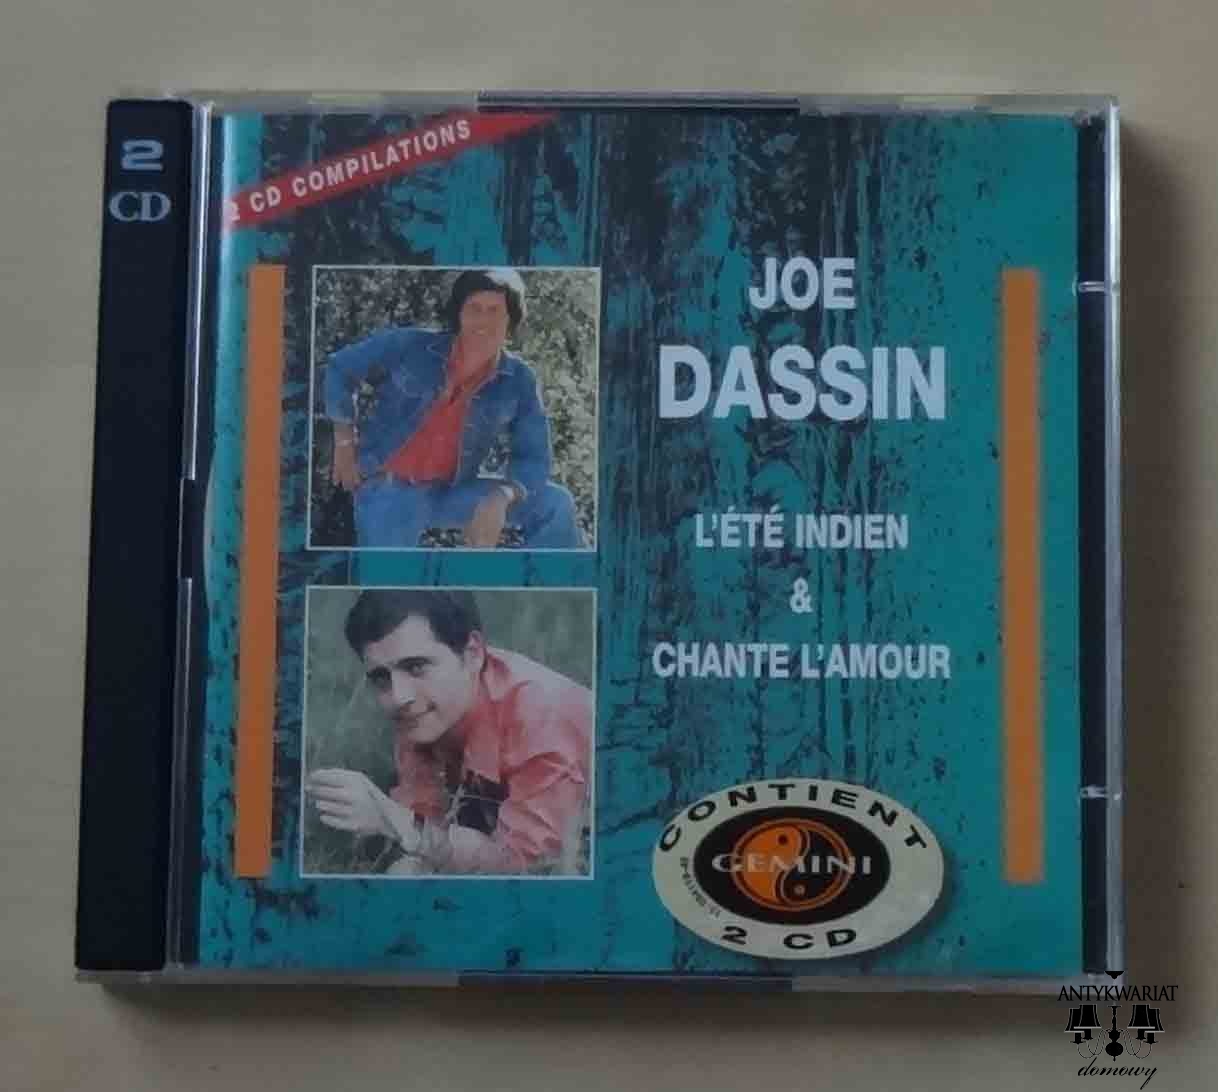 2
CD
2 CD COMPILATIONS
JOE
DASSIN
L'ÉTÉ INDIEN
&
CHANTE L'AMOUR
CONTIENT
GEMINI
2 CD
ANTYKWARIAT
domowy